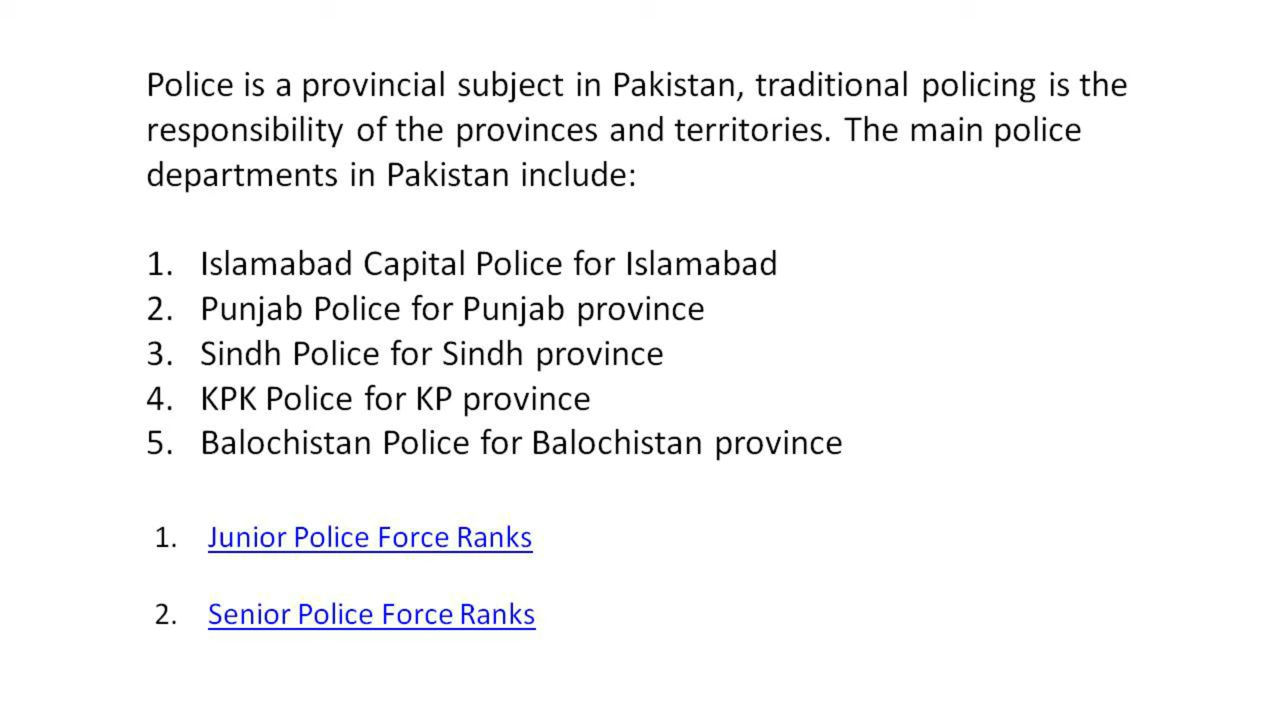 Police is a provincial subject in Pakistan, traditional policing is the
responsibility of the provinces and territories. The main police
departments in Pakistan include:
1. Islamabad Capital Police for Islamabad
2. Punjab Police for Punjab province
3. Sindh Police for Sindh province
4. KPK Police for KP province
5. Balochistan Police for Balochistan province
1. Junior Police Force Ranks
2. Senior Police Force Ranks